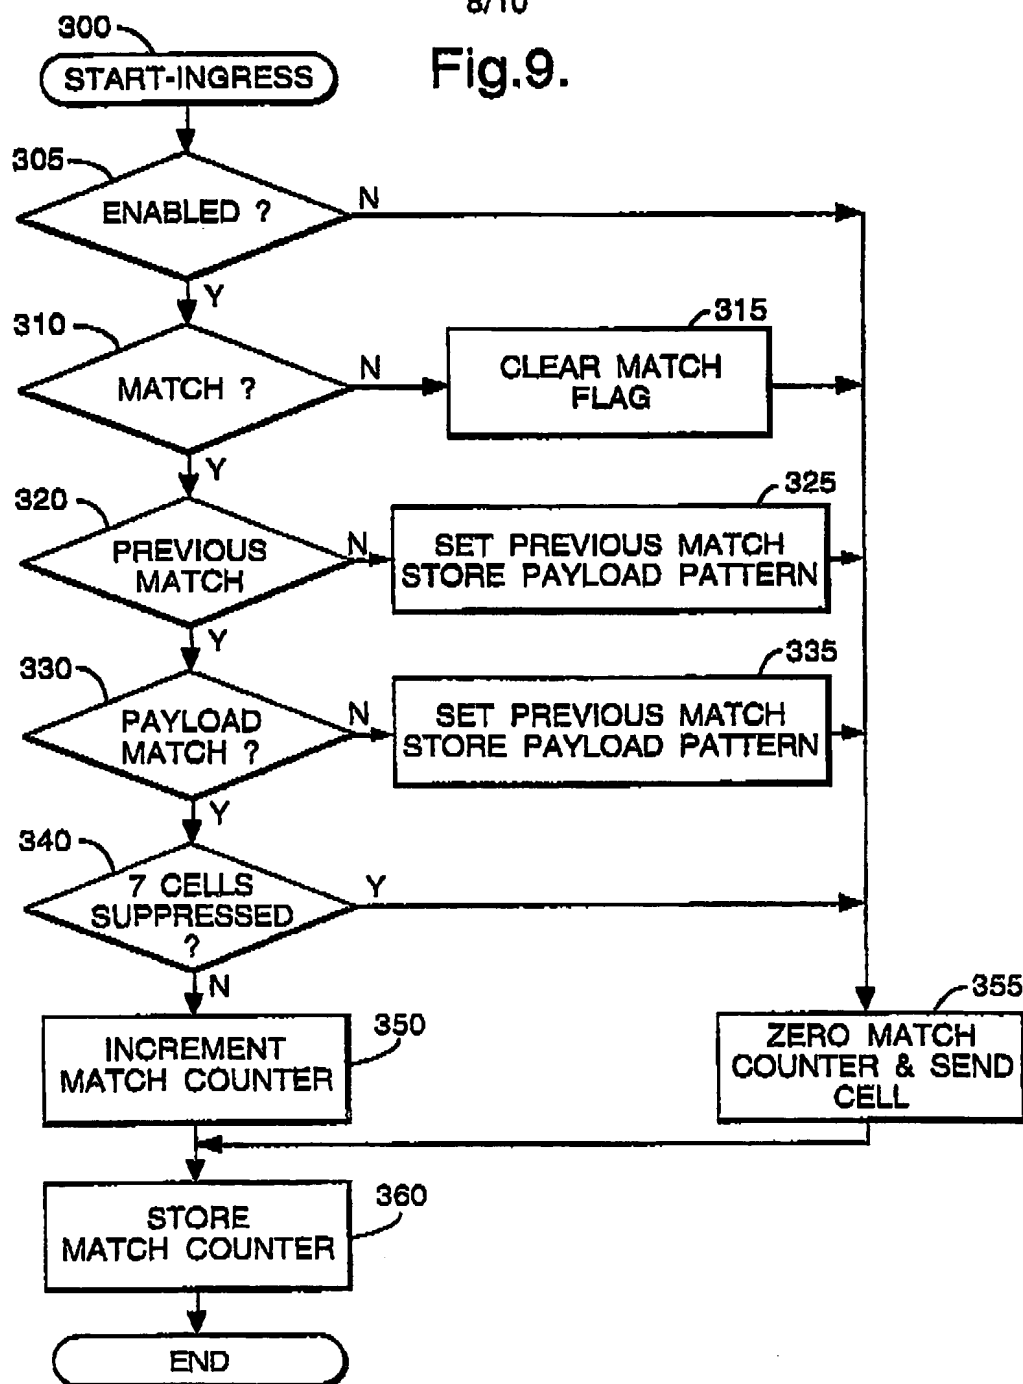 8/10
Fig.9.
300
START-INGRESS
305
ENABLED ?
N
Y
310
MATCH ?
N
315
CLEAR MATCH
FLAG
Y
320
PREVIOUS
MATCH
N
325
SET PREVIOUS MATCH
STORE PAYLOAD PATTERN
Y
330
PAYLOAD
MATCH ?
N
335
SET PREVIOUS MATCH
STORE PAYLOAD PATTERN
Y
340
7 CELLS
SUPPRESSED
?
Y
N
350
INCREMENT
MATCH COUNTER
355
ZERO MATCH
COUNTER & SEND
CELL
360
STORE
MATCH COUNTER
END